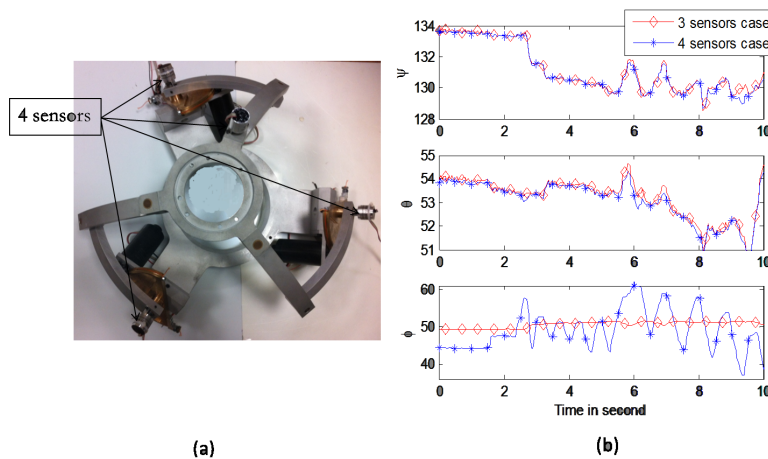 4 sensors
3 sensors case
4 sensors case
134
132
130
128
ψ
0 2 4 6 8 10
55
54
53
52
51
θ
0 2 4 6 8 10
60
50
40
ϕ
0 2 4 6 8 10
Time in second
(a)
(b)